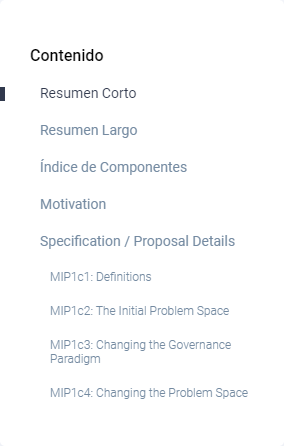 Contenido
Resumen Corto
Resumen Largo
Índice de Componentes
Motivation
Specification / Proposal Details
MIP1c1: Definitions
MIP1c2: The Initial Problem Space
MIP1c3: Changing the Governance
Paradigm
MIP1c4: Changing the Problem Space